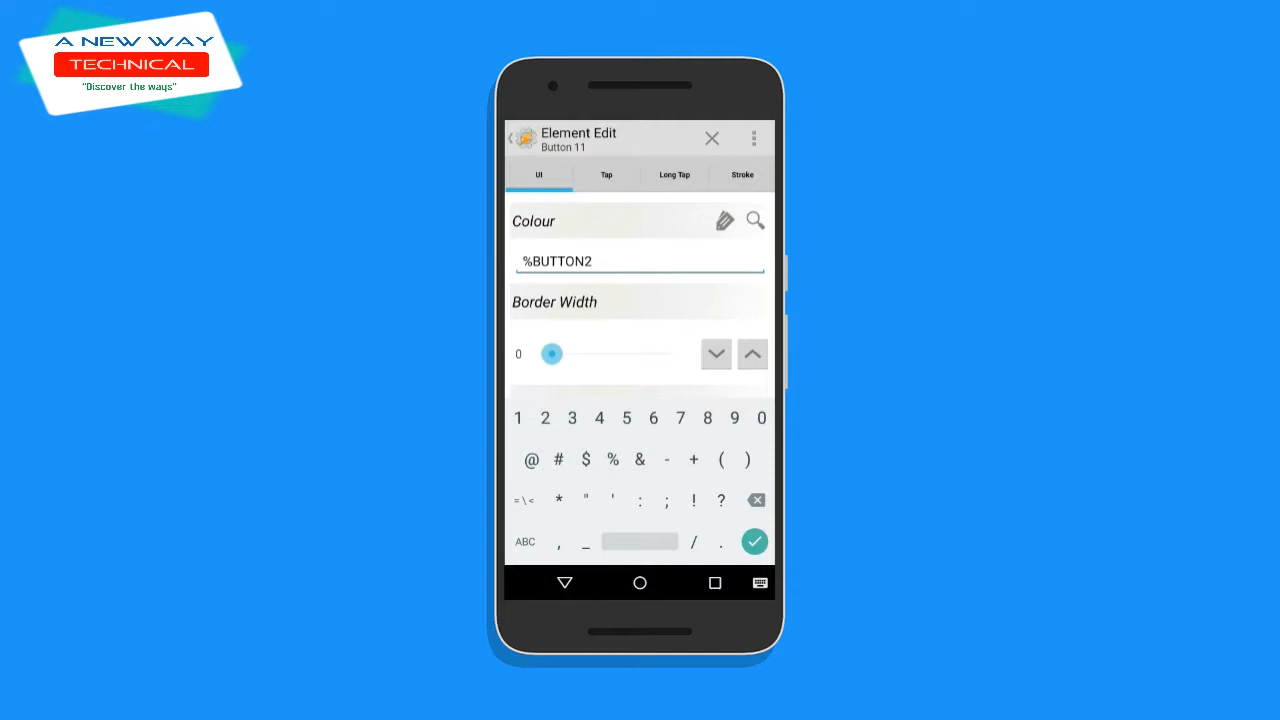 A NEW WAY
TECHNICAL
"Discover the ways"
Element Edit
Button 11
UI Tap Long Tap Stroke
Colour
%BUTTON2
Border Width
0
1 2 3 4 5 6 7 8 9 0
@ # $ % & - + ( )
= \ < * " ' : ; ! ?
ABC , _ / .